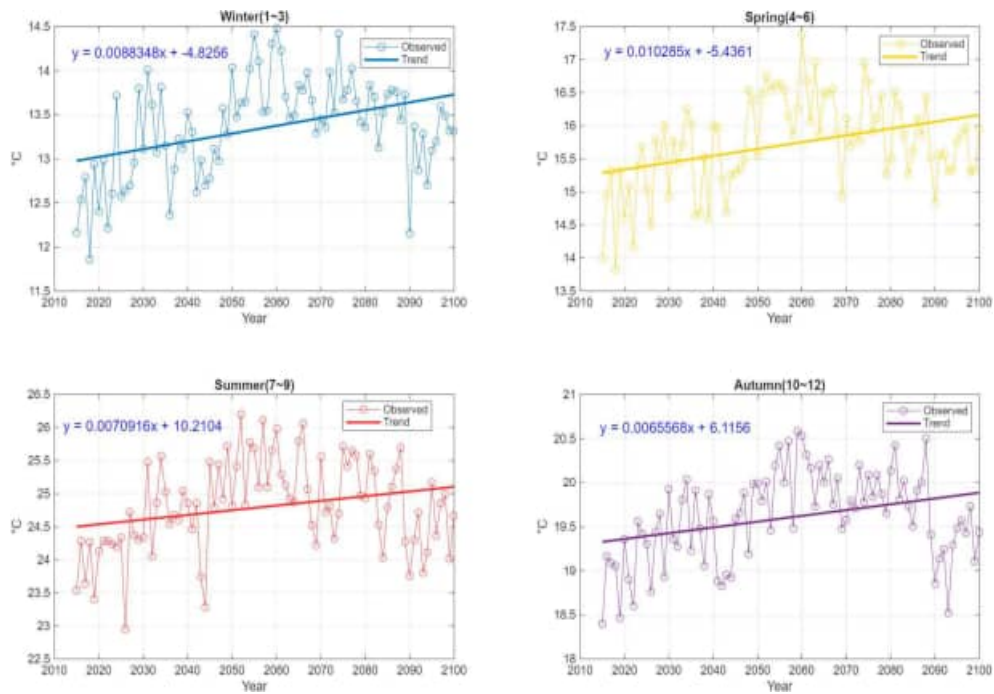 Winter(1~3)
14.5
14
13.5
13
12.5
12
11.5
°C
y = 0.0088348x + -4.8256
Observed
Trend
2010 2020 2030 2040 2050 2060 2070 2080 2090 2100
Year
Spring(4~6)
17.5
17
16.5
16
15.5
15
14.5
14
13.5
°C
y = 0.010285x + -5.4361
Observed
Trend
2010 2020 2030 2040 2050 2060 2070 2080 2090 2100
Year
Summer(7~9)
26.5
26
25.5
25
24.5
24
23.5
23
22.5
°C
y = 0.0070916x + 10.2104
Observed
Trend
2010 2020 2030 2040 2050 2060 2070 2080 2090 2100
Year
Autumn(10~12)
21
20.5
20
19.5
19
18.5
18
°C
y = 0.0065568x + 6.1156
Observed
Trend
2010 2020 2030 2040 2050 2060 2070 2080 2090 2100
Year